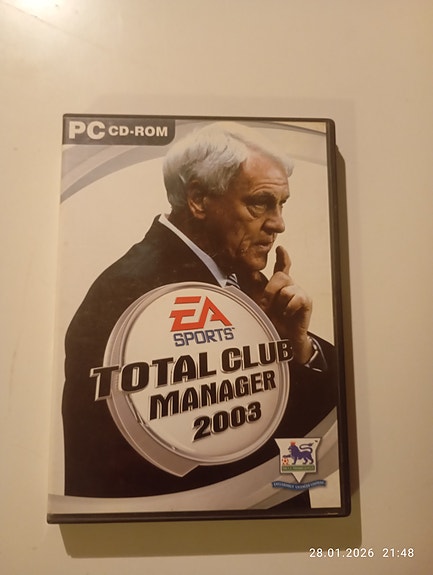 PC CD-ROM
EA
SPORTS
TOTAL CLUB
MANAGER
2003
28.01.2026 21:48